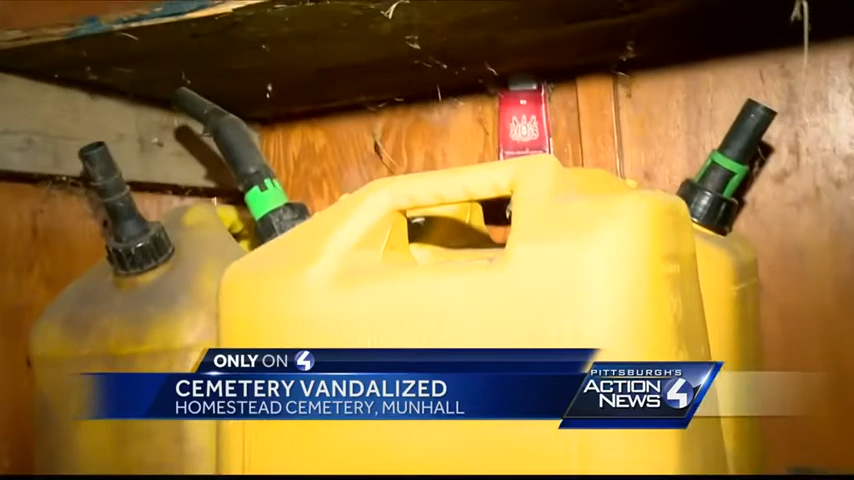 ONLY ON 4
CEMETERY VANDALIZED
HOMESTEAD CEMETERY, MUNHALL
PITTSBURGH'S
ACTION 4
NEWS